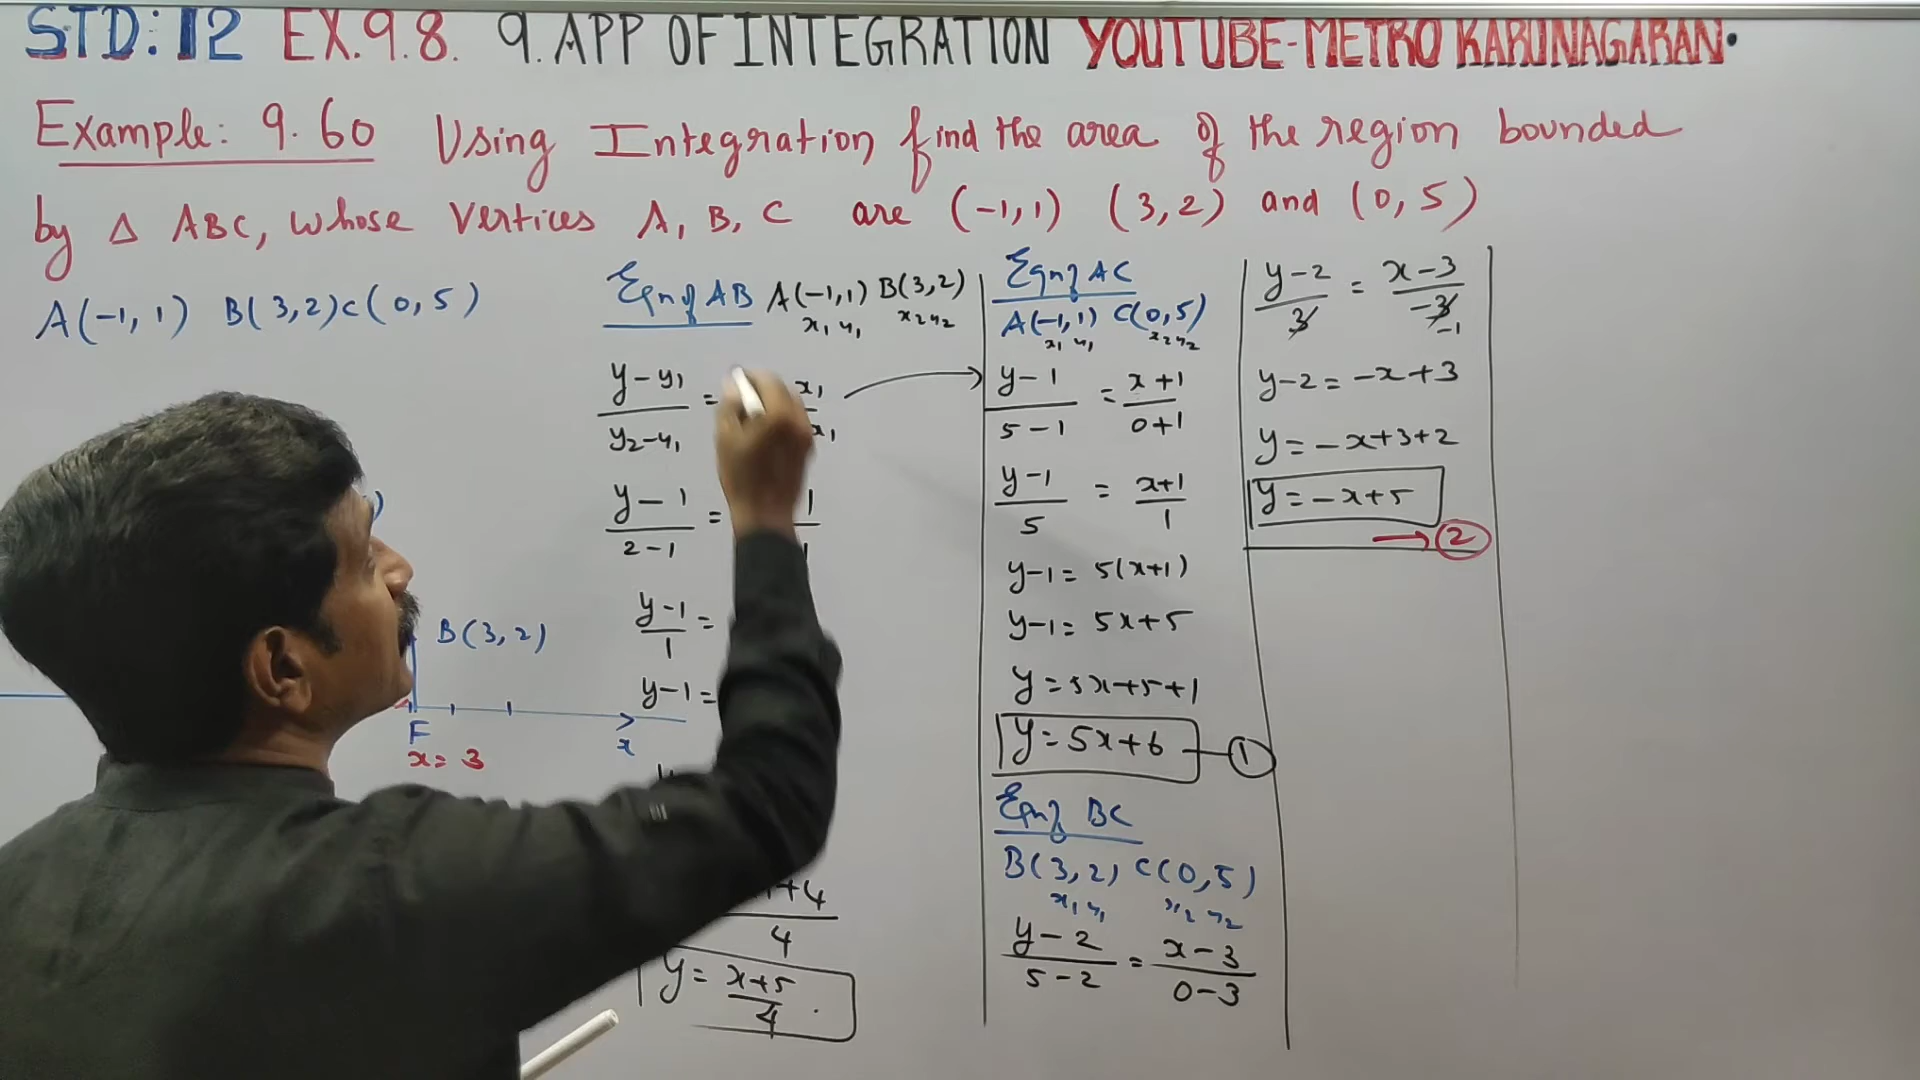 STD: 12 EX.9.8. 9. APP OF INTEGRATION YOUTUBE-METRO KARUNAGARAN.
Example: 9.60 Using Integration find the area of the region bounded
by Δ ABC, whose vertices A, B, C are (-1,1) (3,2) and (0,5)
A(-1,1) B(3,2) C(0,5)
B(3,2)
F
x = 3
x
Eqn of AB A(-1,1) B(3,2)
x₁ y₁ x₂ y₂
y-y₁ / y₂-y₁ = x₁ / x₁
y-1 / 2-1 = 1 / 1
y-1 / 1 =
y-1 =
+4 / 4
y = x+5 / 4
Eqn of AC
A(-1,1) C(0,5)
x₁ y₁ x₂ y₂
y-1 / 5-1 = x+1 / 0+1
y-1 / 5 = x+1 / 1
y-1 = 5(x+1)
y-1 = 5x+5
y = 5x+5+1
y = 5x+6 — 1
Eqn of BC
B(3,2) C(0,5)
x₁ y₁ x₂ y₂
y-2 / 5-2 = x-3 / 0-3
y-2 / 3 = x-3 / -3
-1
y-2 = -x+3
y = -x+3+2
y = -x+5
→ 2